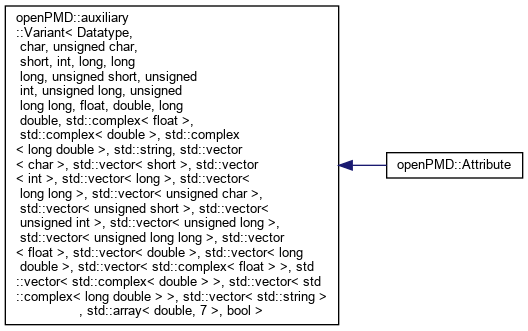 openPMD::auxiliary
::Variant< Datatype,
char, unsigned char,
short, int, long, long
long, unsigned short, unsigned
int, unsigned long, unsigned
long long, float, double, long
double, std::complex< float >,
std::complex< double >, std::complex
< long double >, std::string, std::vector
< char >, std::vector< short >, std::vector
< int >, std::vector< long >, std::vector<
long long >, std::vector< unsigned char >,
std::vector< unsigned short >, std::vector<
unsigned int >, std::vector< unsigned long >,
std::vector< unsigned long long >, std::vector
< float >, std::vector< double >, std::vector< long
double >, std::vector< std::complex< float > >, std
::vector< std::complex< double > >, std::vector< std
::complex< long double > >, std::vector< std::string >
, std::array< double, 7 >, bool >
openPMD::Attribute